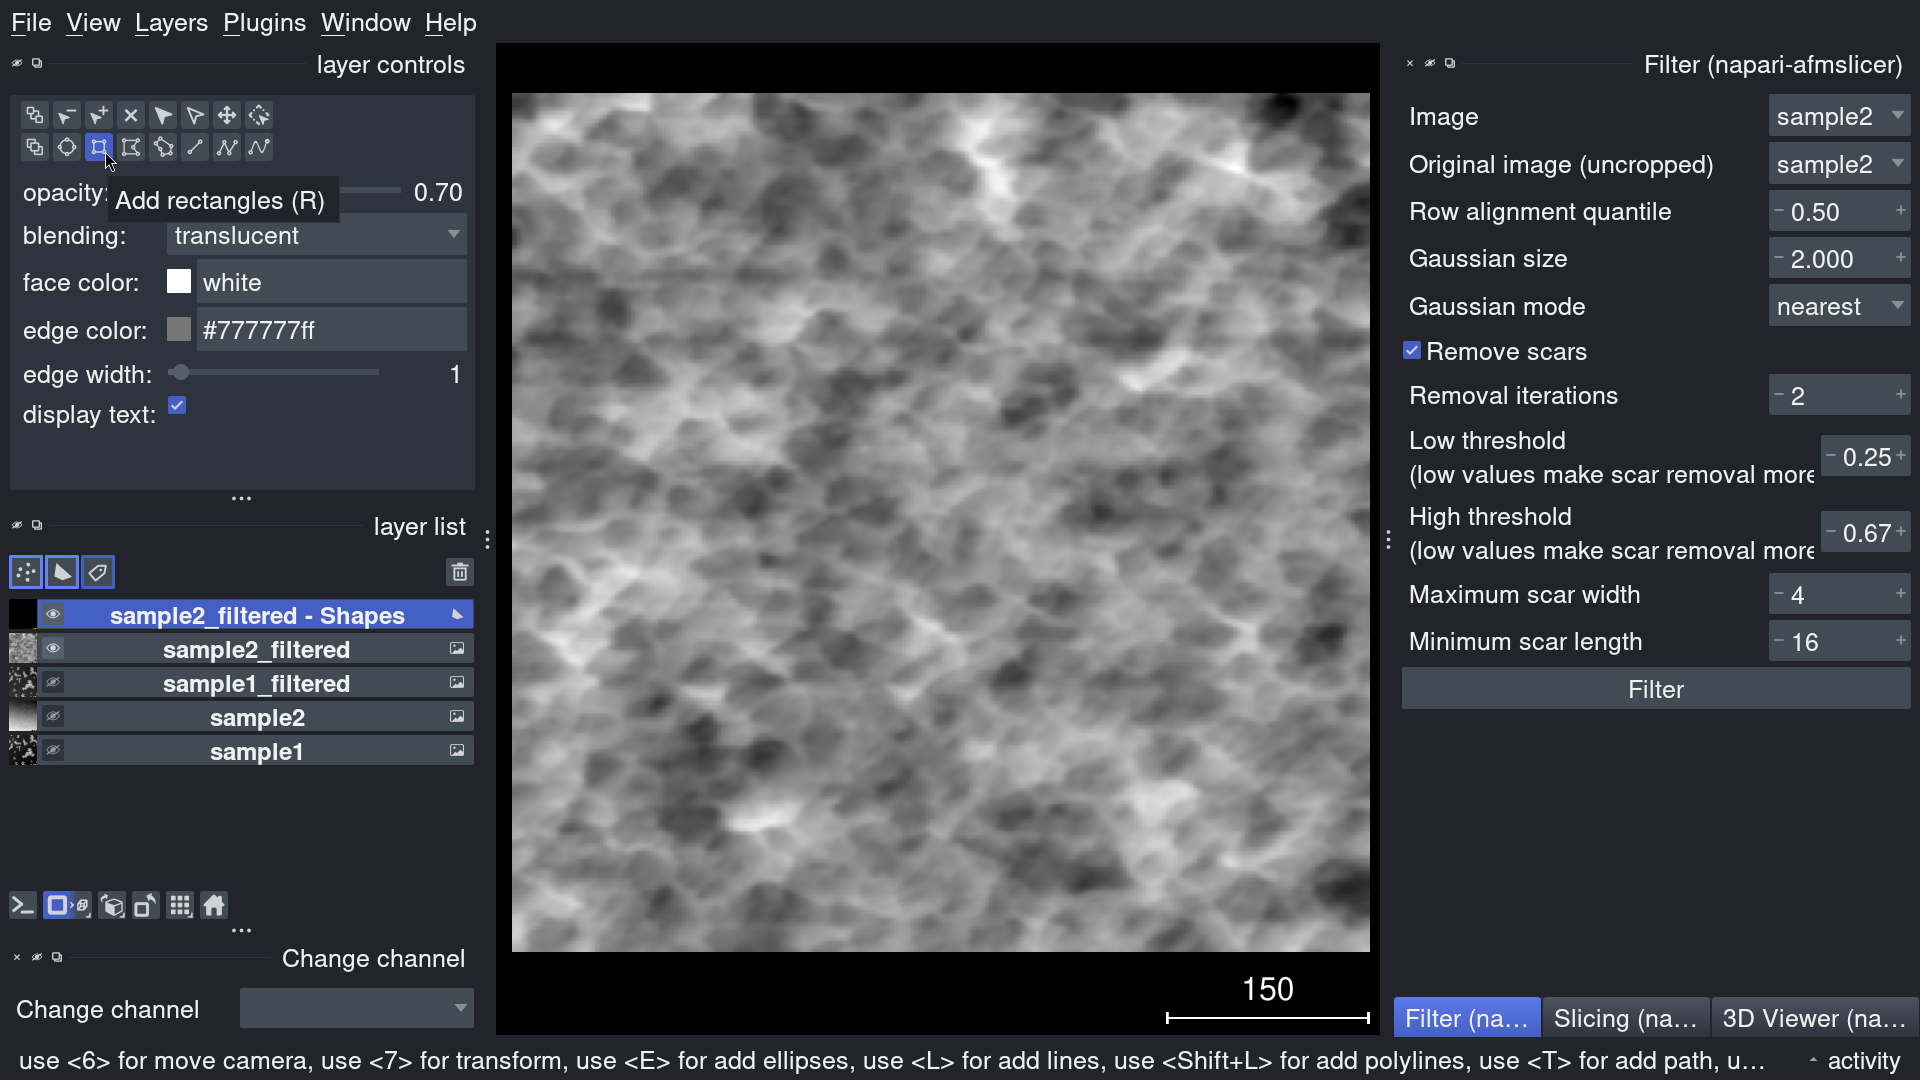 File View Layers Plugins Window Help
layer controls
opacity: 0.70
Add rectangles (R)
blending: translucent
face color: white
edge color: #777777ff
edge width: 1
display text:
layer list
sample2_filtered - Shapes
sample2_filtered
sample1_filtered
sample2
sample1
Change channel
Change channel
150
Filter (napari-afmslicer)
Image sample2
Original image (uncropped) sample2
Row alignment quantile 0.50
Gaussian size 2.000
Gaussian mode nearest
Remove scars
Removal iterations 2
Low threshold
(low values make scar removal more 0.25
High threshold
(low values make scar removal more 0.67
Maximum scar width 4
Minimum scar length 16
Filter
Filter (na... Slicing (na... 3D Viewer (na...
use <6> for move camera, use <7> for transform, use <E> for add ellipses, use <L> for add lines, use <Shift+L> for add polylines, use <T> for add path, u... activity